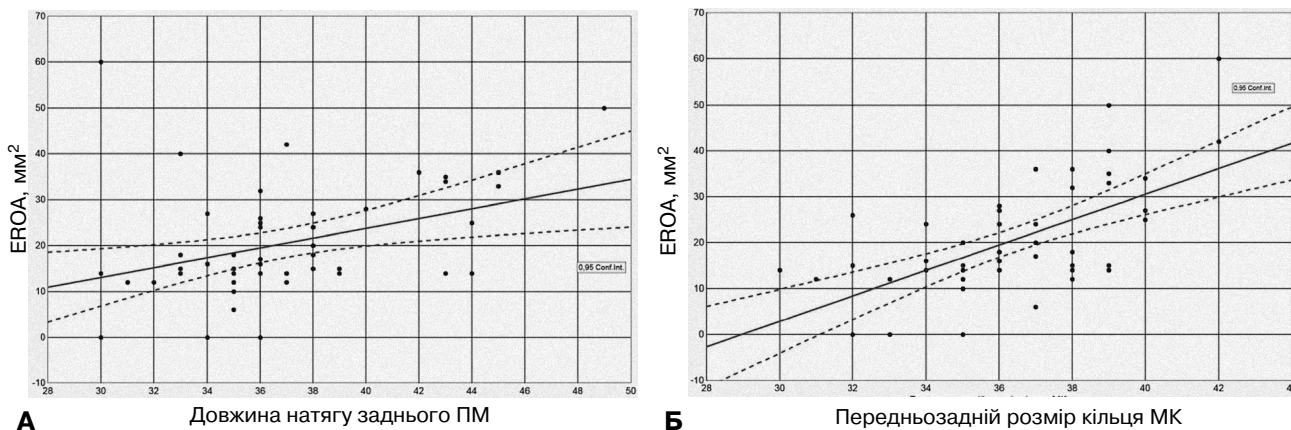 70
60
50
40
30
20
10
0
-10
EROA, мм²
28 30 32 34 36 38 40 42 44 46 48 50
0,95 Conf.Int.
А
Довжина натягу заднього ПМ
70
60
50
40
30
20
10
0
-10
EROA, мм²
28 30 32 34 36 38 40 42 44
0,95 Conf.Int.
Б
Передньозадній розмір кільця МК